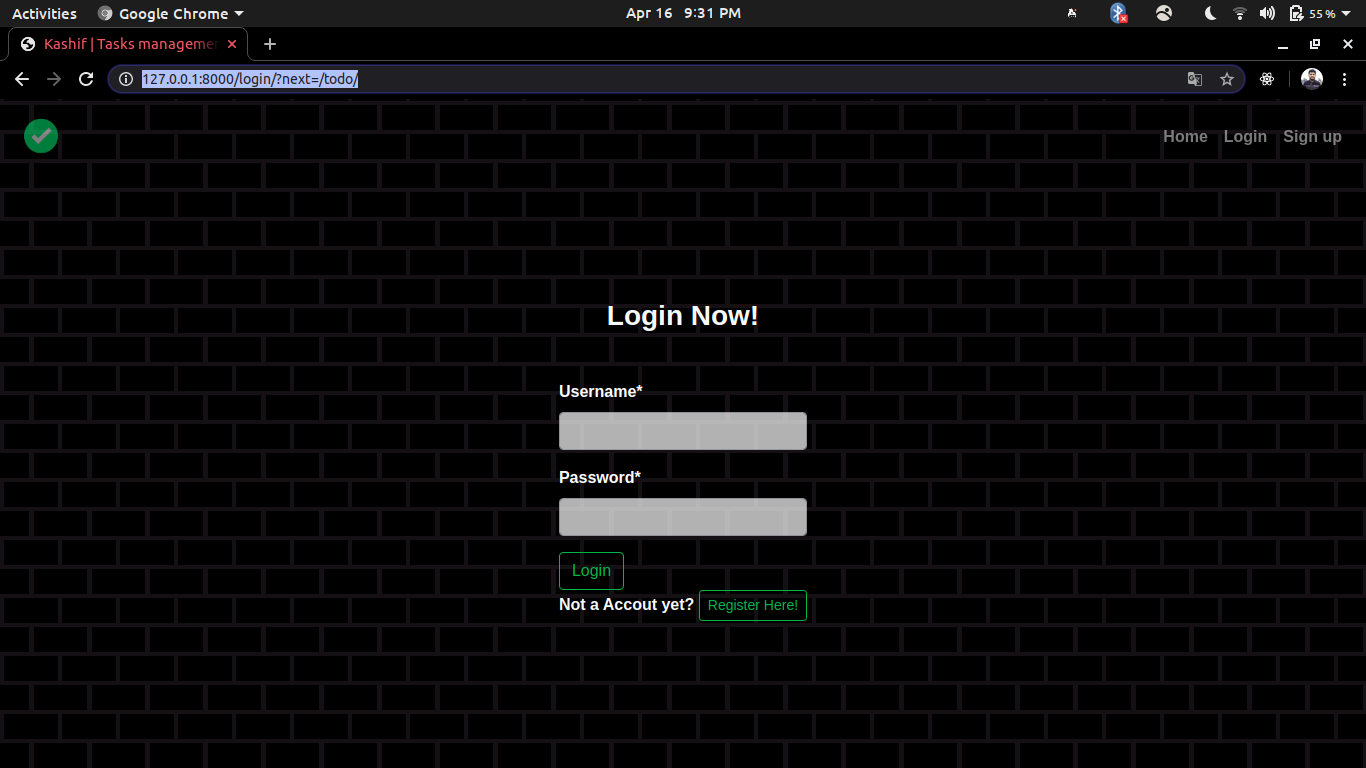 Activities Google Chrome Apr 16 9:31 PM 55 %
Kashif | Tasks manageme
127.0.0.1:8000/login/?next=/todo/
Home Login Sign up
Login Now!
Username*
Password*
Login
Not a Accout yet? Register Here!